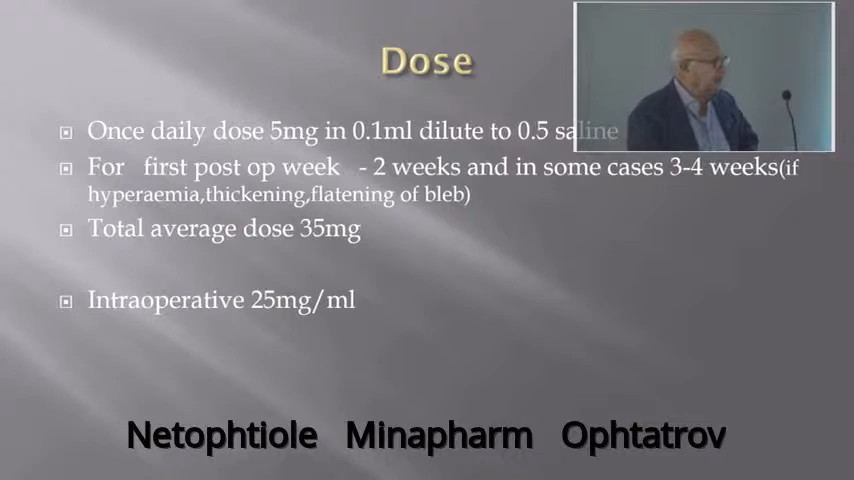 Dose
Once daily dose 5mg in 0.1ml dilute to 0.5 saline
For first post op week - 2 weeks and in some cases 3-4 weeks(if
hyperaemia,thickening,flatening of bleb)
Total average dose 35mg
Intraoperative 25mg/ml
Netophtiole Minapharm Ophtatrov